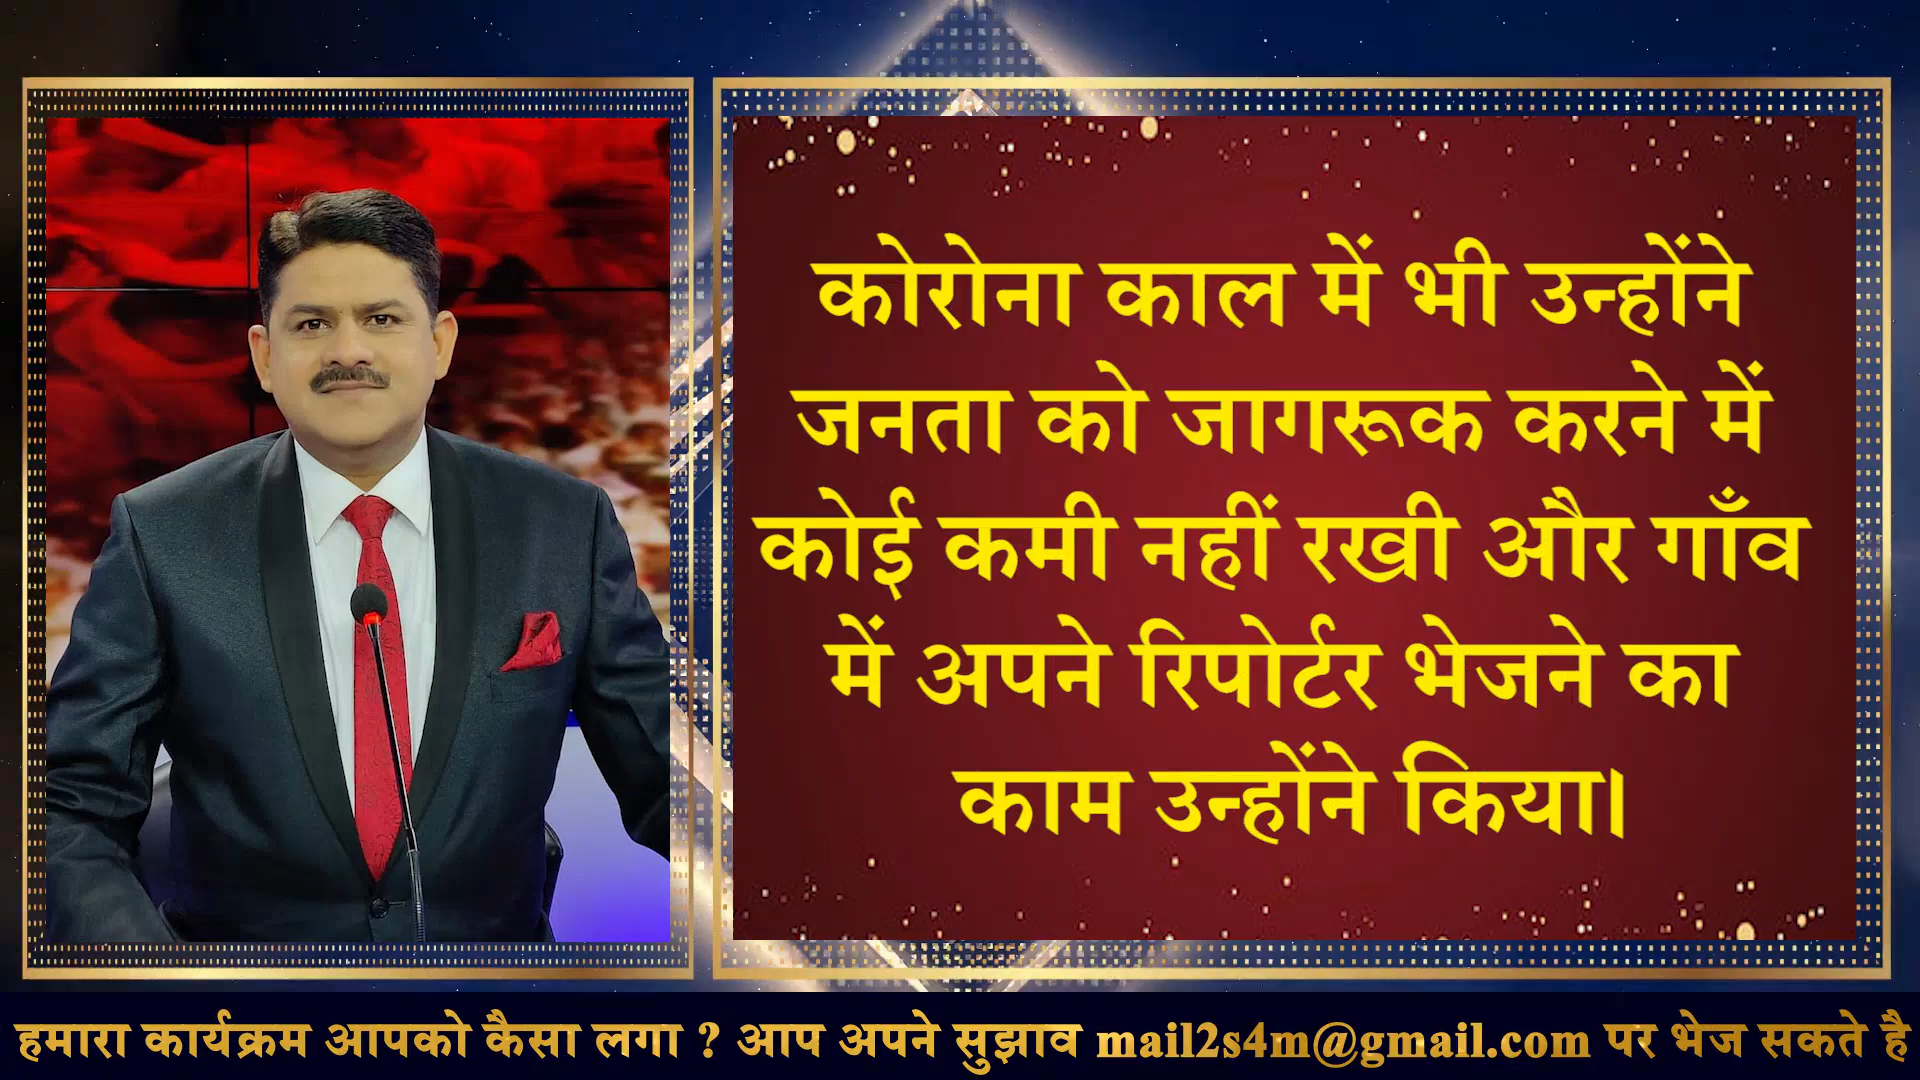 कोरोना काल में भी उन्होंने
जनता को जागरूक करने में
कोई कमी नहीं रखी और गाँव
में अपने रिपोर्टर भेजने का
काम उन्होंने किया।
हमारा कार्यक्रम आपको कैसा लगा ? आप अपने सुझाव mail2s4m@gmail.com पर भेज सकते है